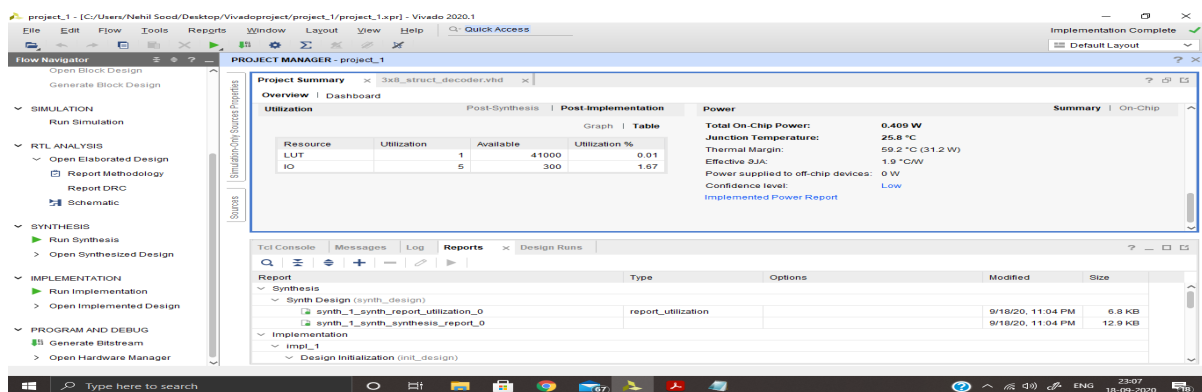 project_1 - [C:/Users/Nehil Sood/Desktop/Vivadoproject/project_1/project_1.xpr] - Vivado 2020.1
File Edit Flow Tools Reports Window Layout View Help Quick Access
Implementation Complete
Default Layout
Flow Navigator
PROJECT MANAGER - project_1
Open Block Design
Generate Block Design
SIMULATION
Run Simulation
RTL ANALYSIS
Open Elaborated Design
Report Methodology
Report DRC
Schematic
SYNTHESIS
Run Synthesis
Open Synthesized Design
IMPLEMENTATION
Run Implementation
Open Implemented Design
PROGRAM AND DEBUG
Generate Bitstream
Open Hardware Manager
Simulation-Only Sources Properties
Sources
Project Summary 3x8_struct_decoder.vhd
Overview | Dashboard
Utilization Post-Synthesis | Post-Implementation
Graph | Table
Resource Utilization Available Utilization %
LUT 1 41000 0.01
IO 5 300 1.67
Power Summary | On-Chip
Total On-Chip Power: 0.409 W
Junction Temperature: 25.8 °C
Thermal Margin: 59.2 °C (31.2 W)
Effective ϑJA: 1.9 °C/W
Power supplied to off-chip devices: 0 W
Confidence level: Low
Implemented Power Report
Tcl Console Messages Log Reports Design Runs
Report Type Options Modified Size
Synthesis
Synth Design (synth_design)
synth_1_synth_report_utilization_0 report_utilization 9/18/20, 11:04 PM 6.8 KB
synth_1_synth_synthesis_report_0 9/18/20, 11:04 PM 12.9 KB
Implementation
impl_1
Design Initialization (init_design)
Type here to search
67
ENG
23:07
18-09-2020